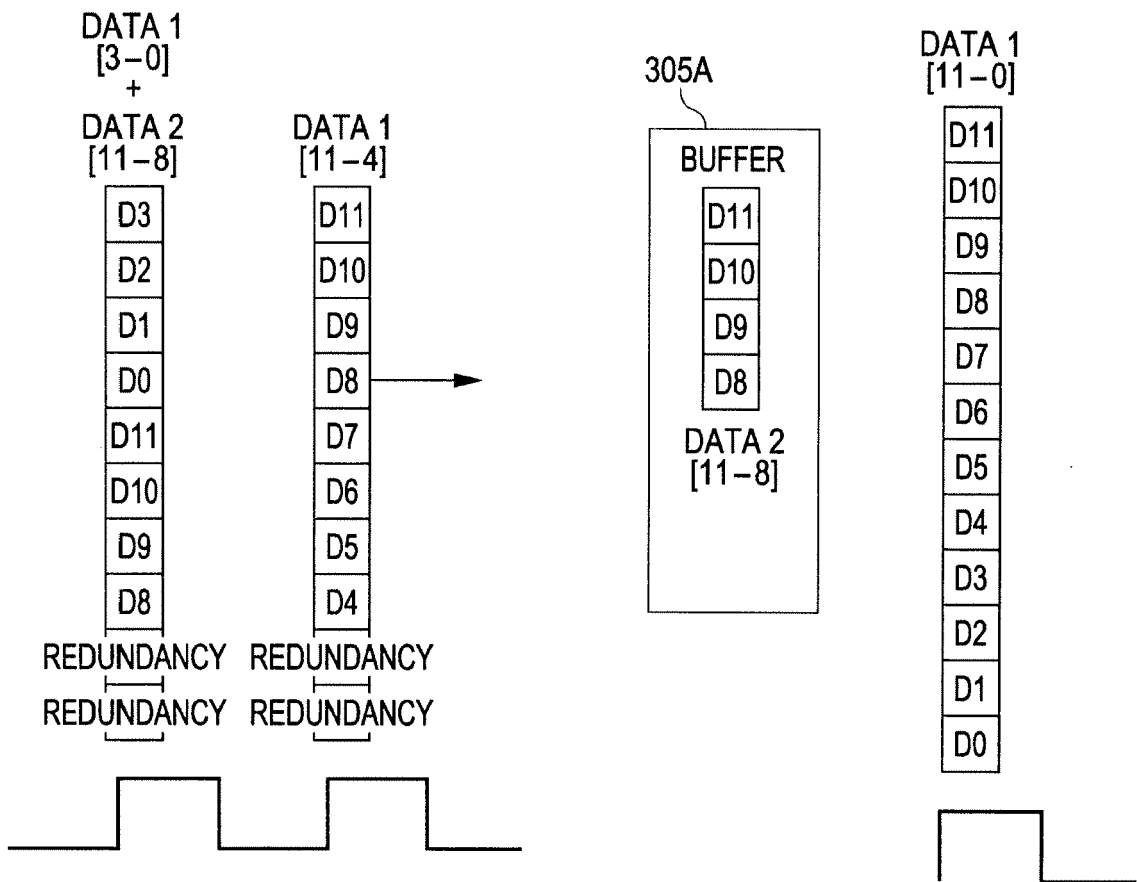 DATA 1
[3-0]
+
DATA 2
[11-8]
D3
D2
D1
D0
D11
D10
D9
D8
REDUNDANCY
REDUNDANCY
DATA 1
[11-4]
D11
D10
D9
D8
D7
D6
D5
D4
REDUNDANCY
REDUNDANCY
305A
BUFFER
D11
D10
D9
D8
DATA 2
[11-8]
DATA 1
[11-0]
D11
D10
D9
D8
D7
D6
D5
D4
D3
D2
D1
D0